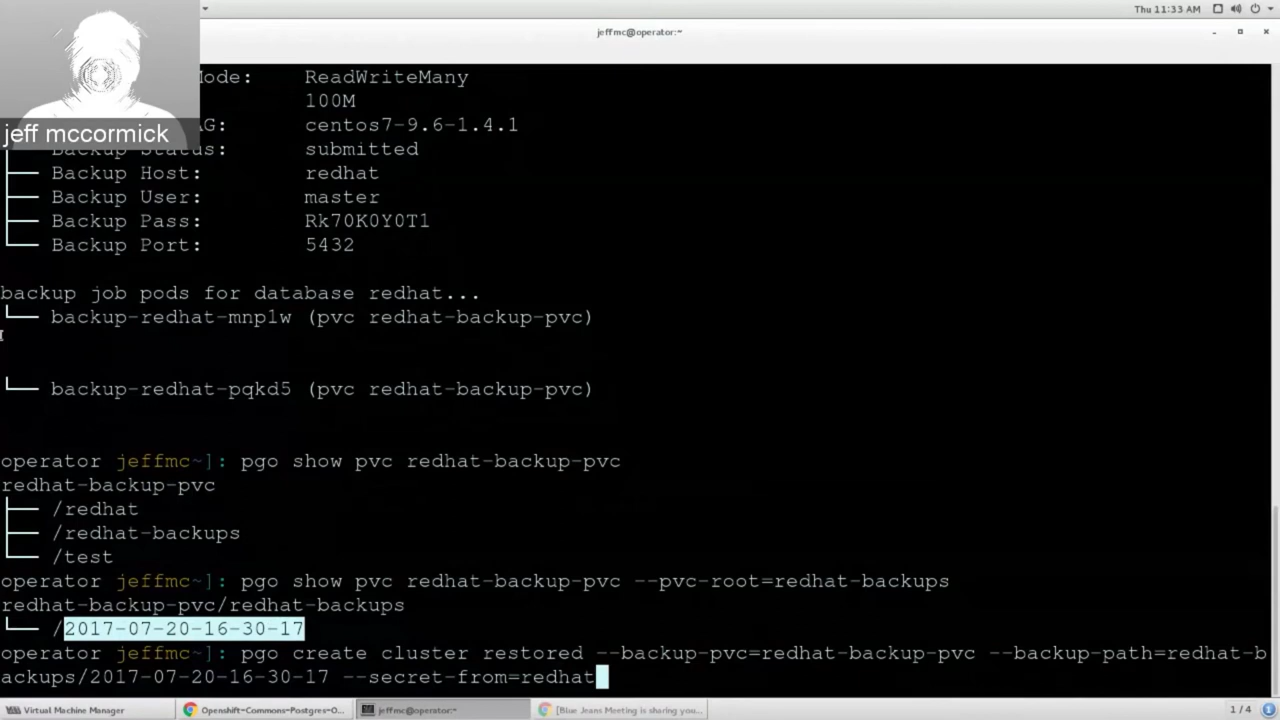 Thu 11:33 AM
jeffmc@operator:~
Mode: ReadWriteMany
100M
AG: centos7-9.6-1.4.1
jeff mccormick
Backup Status: submitted
Backup Host: redhat
Backup User: master
Backup Pass: Rk70K0Y0T1
Backup Port: 5432
backup job pods for database redhat...
└── backup-redhat-mnp1w (pvc redhat-backup-pvc)
└── backup-redhat-pqkd5 (pvc redhat-backup-pvc)
operator jeffmc~]: pgo show pvc redhat-backup-pvc
redhat-backup-pvc
├── /redhat
├── /redhat-backups
└── /test
operator jeffmc~]: pgo show pvc redhat-backup-pvc --pvc-root=redhat-backups
redhat-backup-pvc/redhat-backups
└── /2017-07-20-16-30-17
operator jeffmc~]: pgo create cluster restored --backup-pvc=redhat-backup-pvc --backup-path=redhat-b
ackups/2017-07-20-16-30-17 --secret-from=redhat
Virtual Machine Manager
Openshift-Commons-Postgres-O...
jeffmc@operator:~
[Blue Jeans Meeting is sharing you...
1 / 4